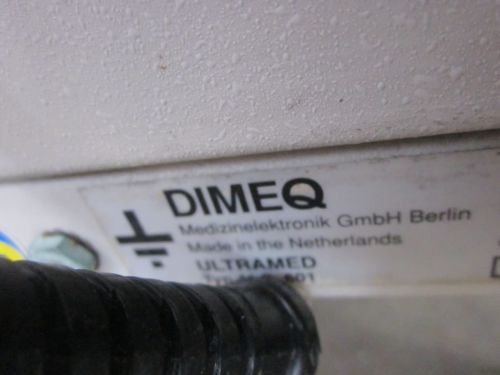 DIMEQ
Medizinelektronik GmbH Berlin
Made in the Netherlands
ULTRAMED